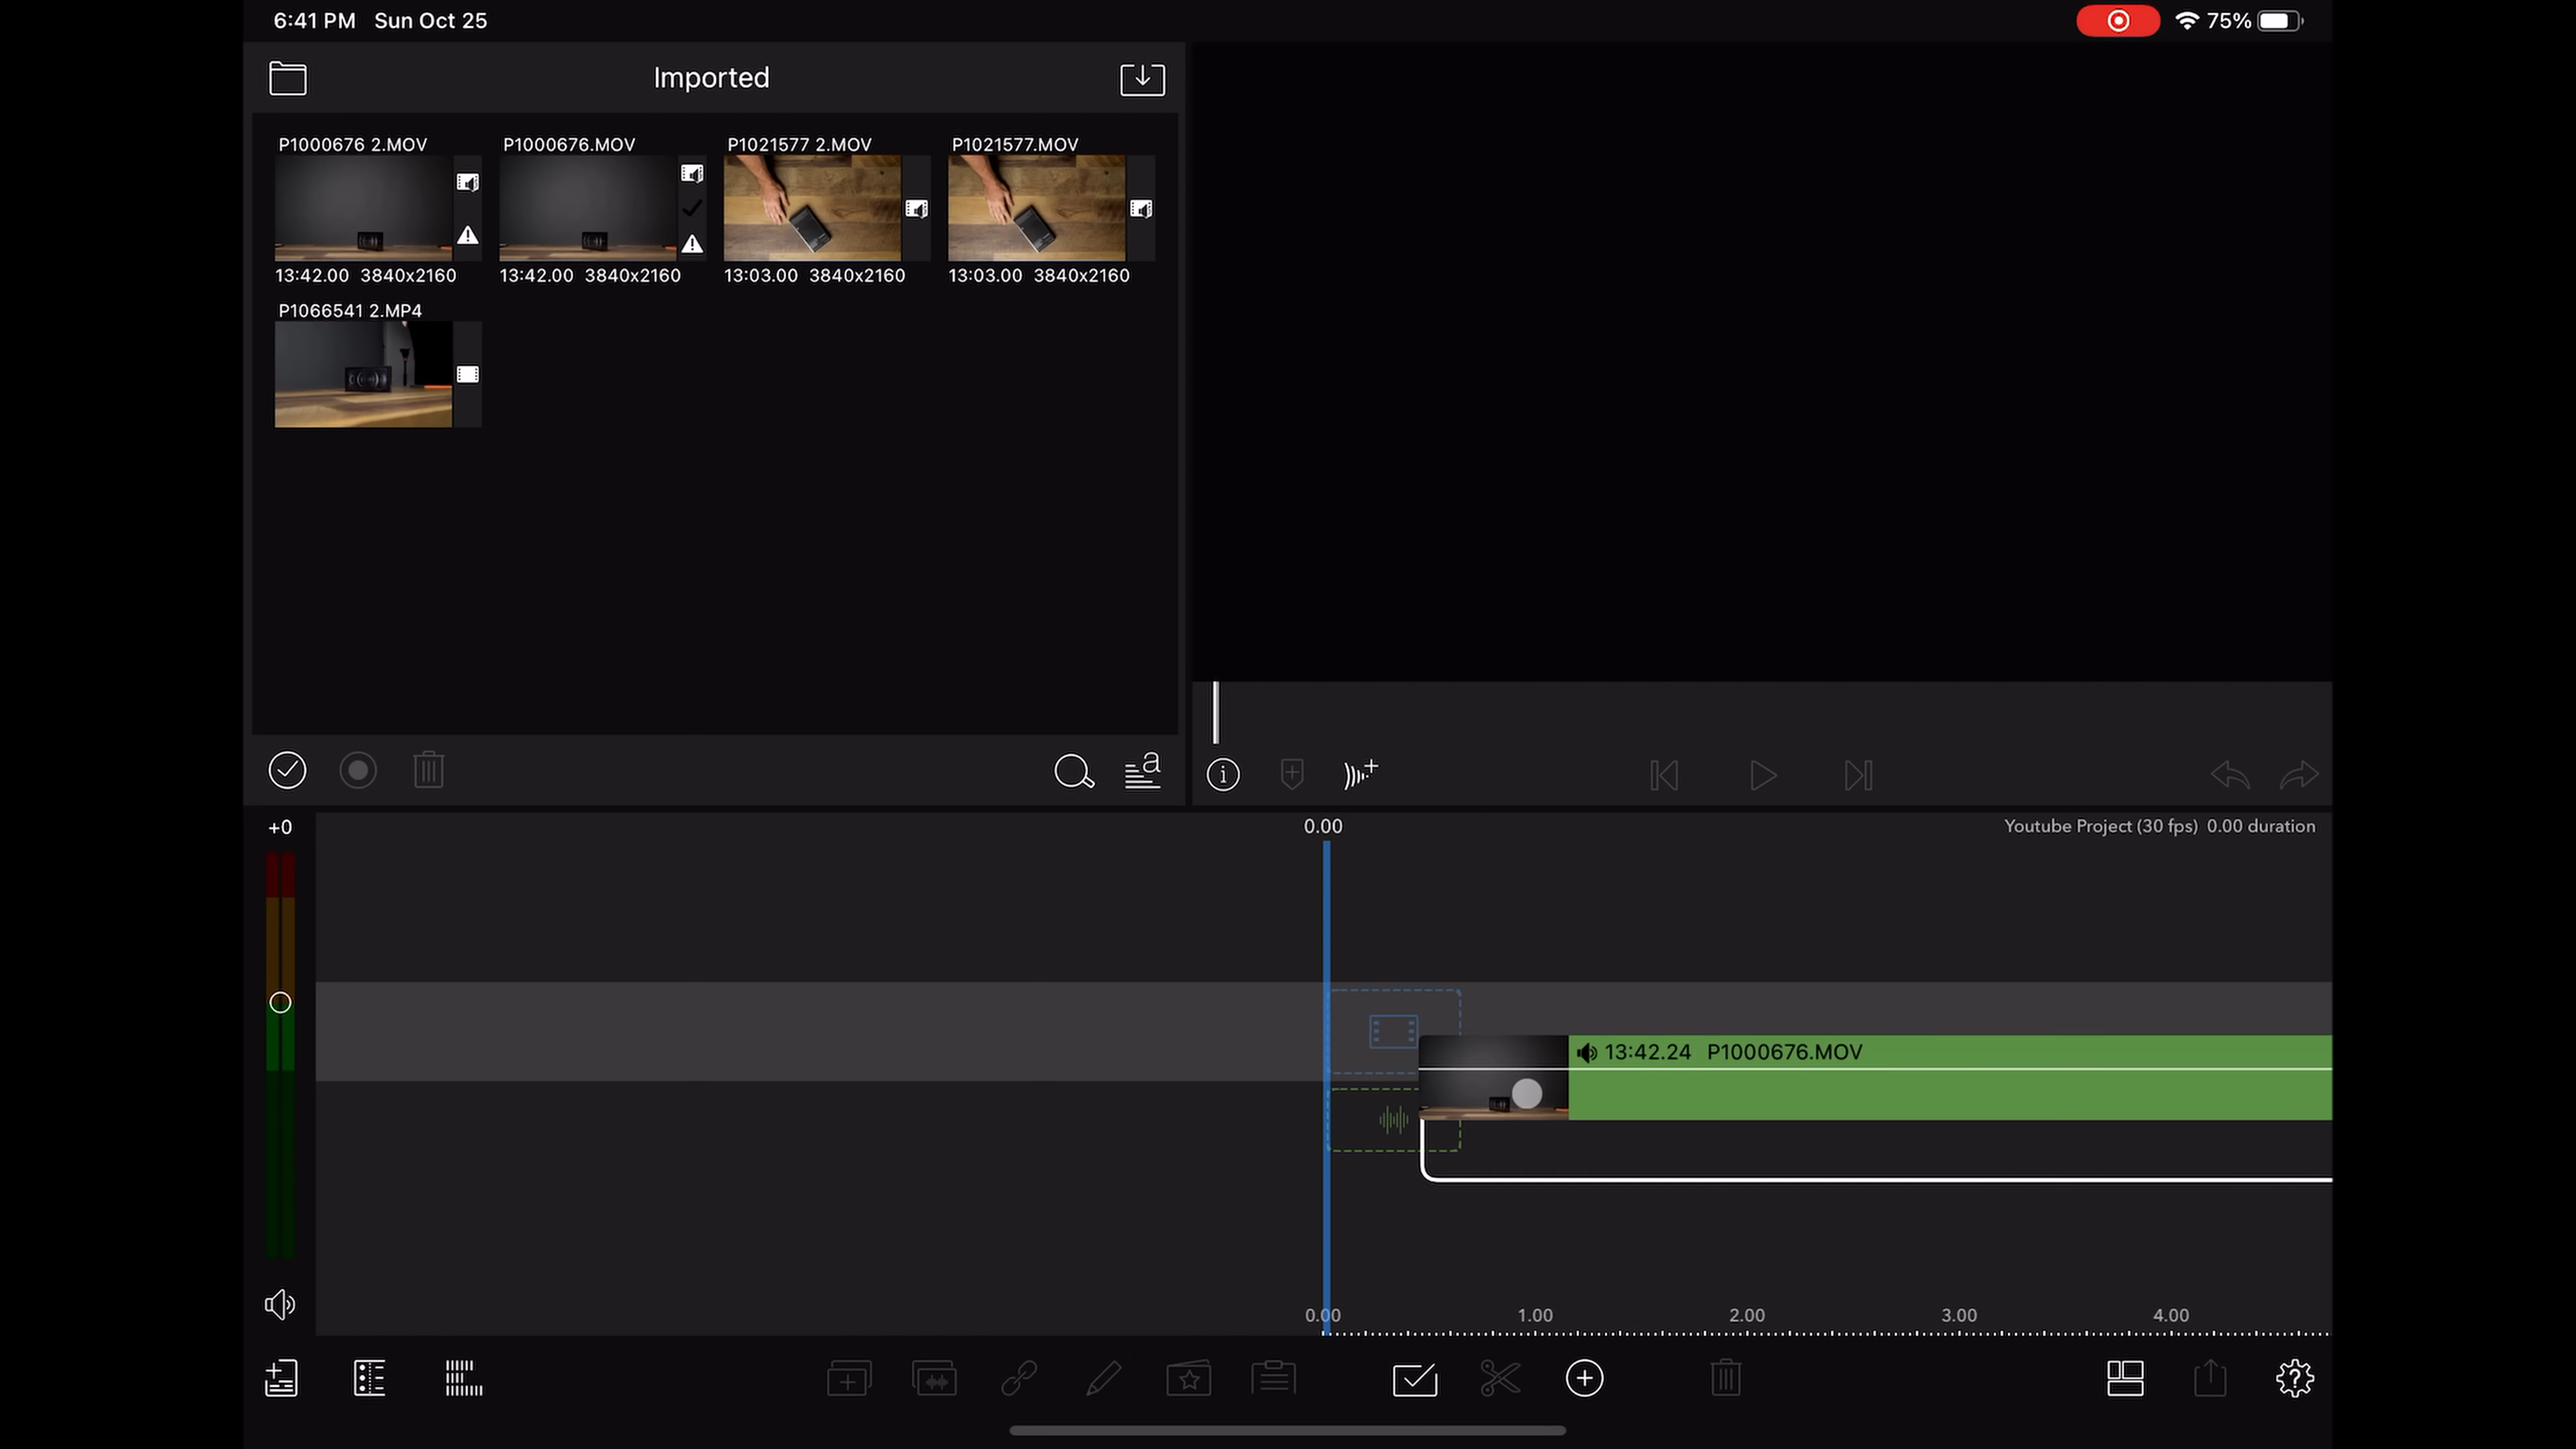 6:41 PM Sun Oct 25
75%
Imported
P1000676 2.MOV P1000676.MOV P1021577 2.MOV P1021577.MOV
13:42.00 3840x2160 13:42.00 3840x2160 13:03.00 3840x2160 13:03.00 3840x2160
P1066541 2.MP4
a
+0
0.00
Youtube Project (30 fps) 0.00 duration
13:42.24 P1000676.MOV
0.00 1.00 2.00 3.00 4.00